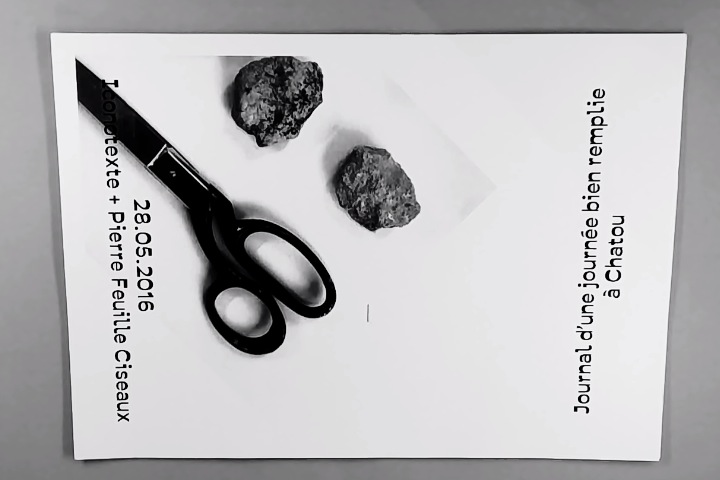 Journal d'une journée bien remplie
à Chatou
28.05.2016
Iconotexte + Pierre Feuille Ciseaux